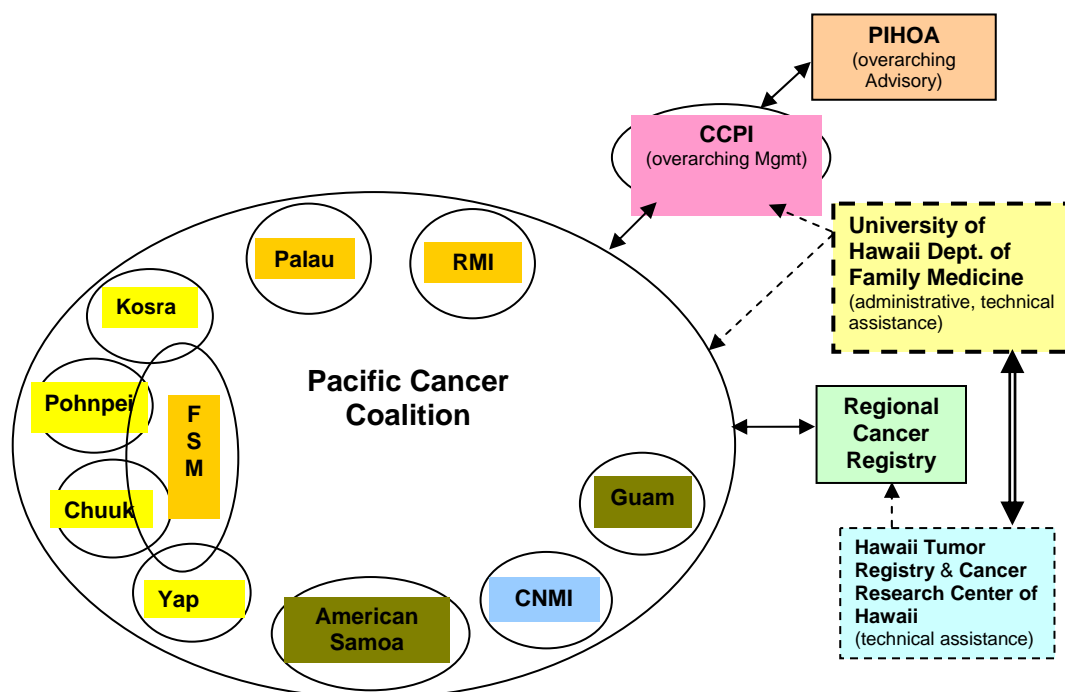 PIHOA
(overarching
Advisory)
CCPI
(overarching Mgmt)
University of
Hawaii Dept. of
Family Medicine
(administrative, technical
assistance)
Palau
RMI
Kosra
Pohnpei
F
S
M
Chuuk
Yap
Pacific Cancer
Coalition
Regional
Cancer
Registry
Guam
CNMI
American
Samoa
Hawaii Tumor
Registry & Cancer
Research Center of
Hawaii
(technical assistance)